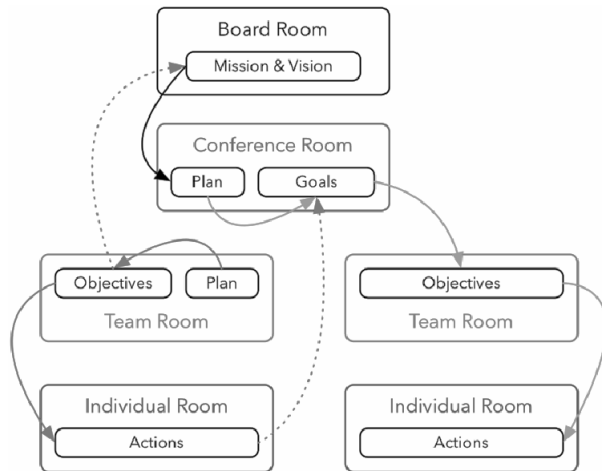 Board Room
Mission & Vision
Conference Room
Plan
Goals
Objectives
Plan
Team Room
Objectives
Team Room
Individual Room
Actions
Individual Room
Actions